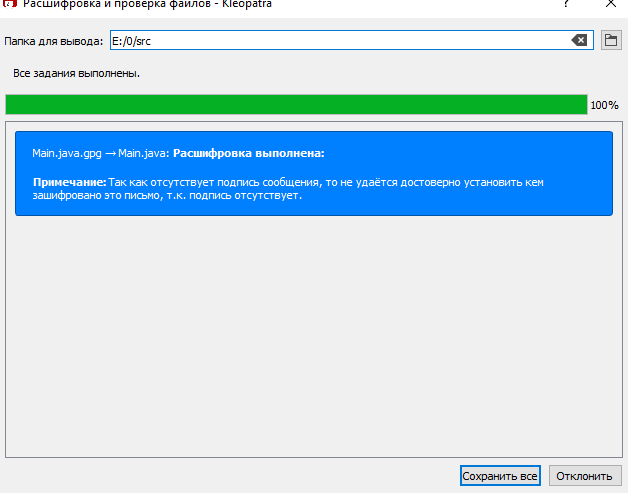 Расшифровка и проверка файлов - Kleopatra
Папка для вывода: E:/0/src
Все задания выполнены.
100%
Main.java.gpg → Main.java: Расшифровка выполнена:
Примечание: Так как отсутствует подпись сообщения, то не удаётся достоверно установить кем
зашифровано это письмо, т.к. подпись отсутствует.
Сохранить все Отклонить